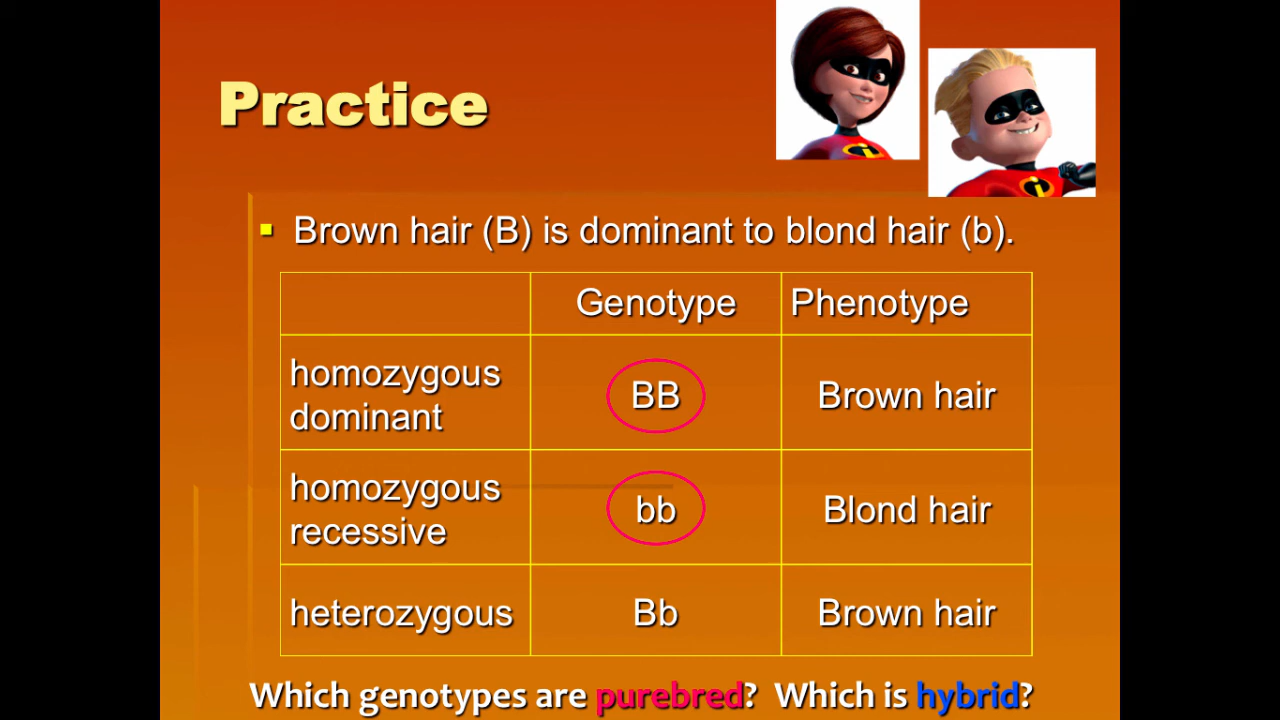 Practice
Brown hair (B) is dominant to blond hair (b).
Genotype Phenotype
homozygous
dominant
BB Brown hair
homozygous
recessive
bb Blond hair
heterozygous Bb Brown hair
Which genotypes are purebred? Which is hybrid?